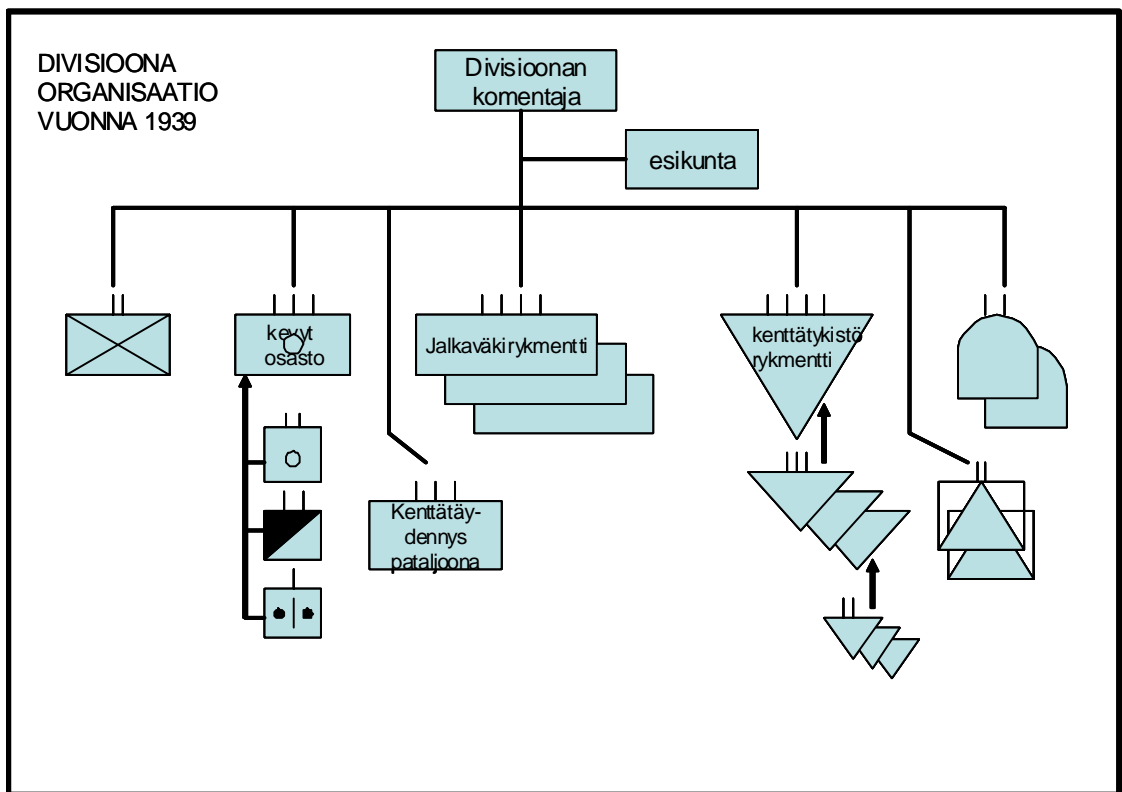 DIVISIOONA
ORGANISAATIO
VUONNA 1939
Divisioonan
komentaja
esikunta
kevyt
osasto
Jalkaväkirykmentti
kenttätykistö
rykmentti
Kenttätäy-
dennys
pataljoona